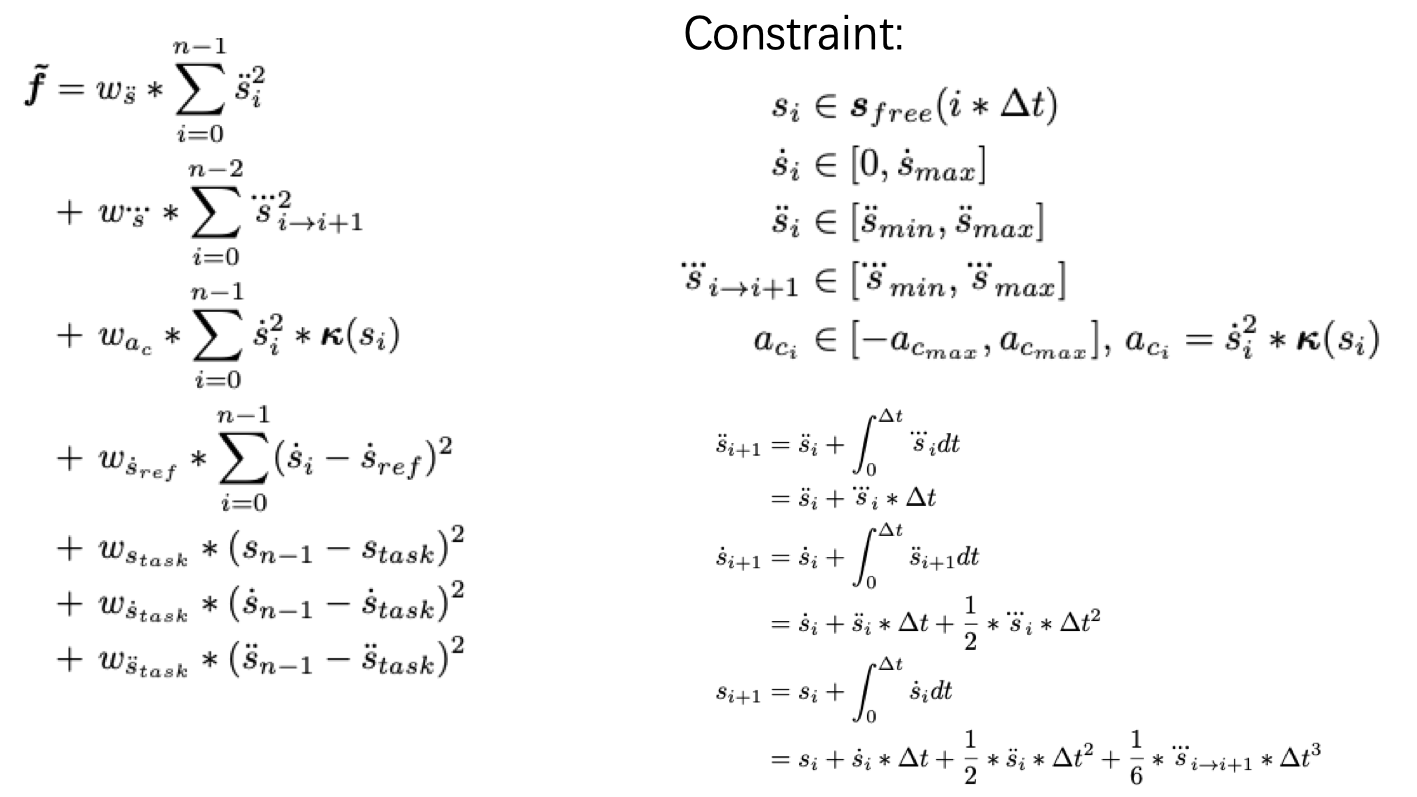 $\tilde{\boldsymbol{f}} = w_{\ddot{s}} * \sum_{i=0}^{n-1} \ddot{s}_i^2$
$+ \ w_{\dddot{s}} * \sum_{i=0}^{n-2} \dddot{s}_{i \to i+1}^2$
$+ \ w_{a_c} * \sum_{i=0}^{n-1} \dot{s}_i^2 * \boldsymbol{\kappa}(s_i)$
$+ \ w_{\dot{s}_{ref}} * \sum_{i=0}^{n-1} (\dot{s}_i - \dot{s}_{ref})^2$
$+ \ w_{s_{task}} * (s_{n-1} - s_{task})^2$
$+ \ w_{\dot{s}_{task}} * (\dot{s}_{n-1} - \dot{s}_{task})^2$
$+ \ w_{\ddot{s}_{task}} * (\ddot{s}_{n-1} - \ddot{s}_{task})^2$
Constraint:
$s_i \in \boldsymbol{s}_{free}(i * \Delta t)$
$\dot{s}_i \in [0, \dot{s}_{max}]$
$\ddot{s}_i \in [\ddot{s}_{min}, \ddot{s}_{max}]$
$\dddot{s}_{i \to i+1} \in [\dddot{s}_{min}, \dddot{s}_{max}]$
$a_{c_i} \in [-a_{c_{max}}, a_{c_{max}}], \ a_{c_i} = \dot{s}_i^2 * \boldsymbol{\kappa}(s_i)$
$\ddot{s}_{i+1} = \ddot{s}_i + \int_0^{\Delta t} \dddot{s}_i dt$
$= \ddot{s}_i + \dddot{s}_i * \Delta t$
$\dot{s}_{i+1} = \dot{s}_i + \int_0^{\Delta t} \ddot{s}_{i+1} dt$
$= \dot{s}_i + \ddot{s}_i * \Delta t + \frac{1}{2} * \dddot{s}_i * \Delta t^2$
$s_{i+1} = s_i + \int_0^{\Delta t} \dot{s}_i dt$
$= s_i + \dot{s}_i * \Delta t + \frac{1}{2} * \ddot{s}_i * \Delta t^2 + \frac{1}{6} * \dddot{s}_{i \to i+1} * \Delta t^3$